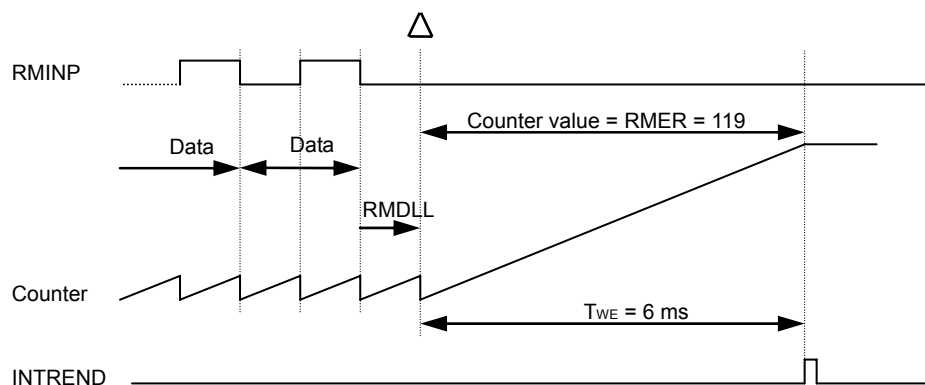 Δ
RMINP
Counter value = RMER = 119
Data
Data
RMDLL
Counter
TWE = 6 ms
INTREND